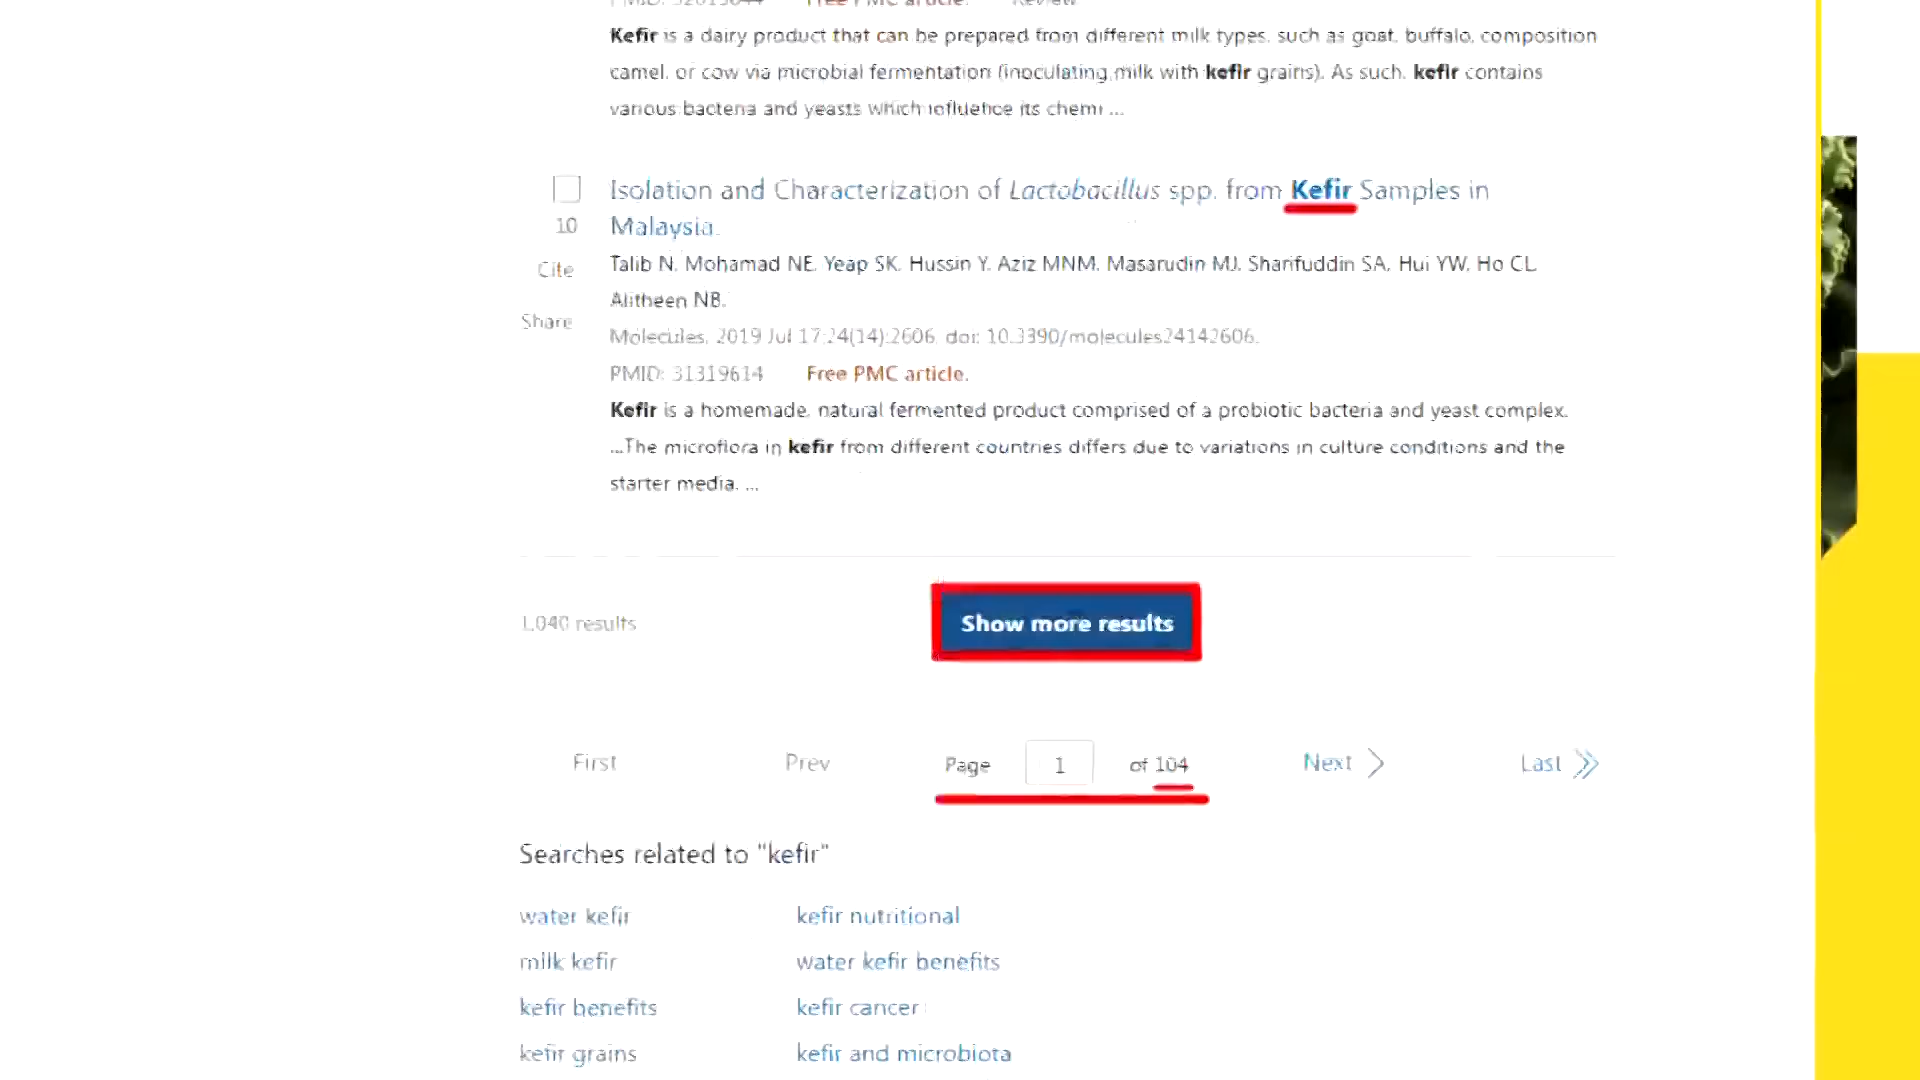 Free PMC article. Review
Kefir is a dairy product that can be prepared from different milk types, such as goat, buffalo, composition
camel, or cow via microbial fermentation (inoculating milk with kefir grains). As such, kefir contains
various bacteria and yeasts which influence its chemi ...
Isolation and Characterization of Lactobacillus spp. from Kefir Samples in
Malaysia.
10
Cite
Share
Talib N, Mohamad NE, Yeap SK, Hussin Y, Aziz MNM, Masarudin MJ, Sharifuddin SA, Hui YW, Ho CL,
Alitheen NB.
Molecules. 2019 Jul 17;24(14):2606. doi: 10.3390/molecules24142606.
PMID: 31319614 Free PMC article.
Kefir is a homemade, natural fermented product comprised of a probiotic bacteria and yeast complex.
...The microflora in kefir from different countries differs due to variations in culture conditions and the
starter media. ...
1,040 results
Show more results
First Prev Page 1 of 104 Next Last
Searches related to "kefir"
water kefir kefir nutritional
milk kefir water kefir benefits
kefir benefits kefir cancer
kefir grains kefir and microbiota